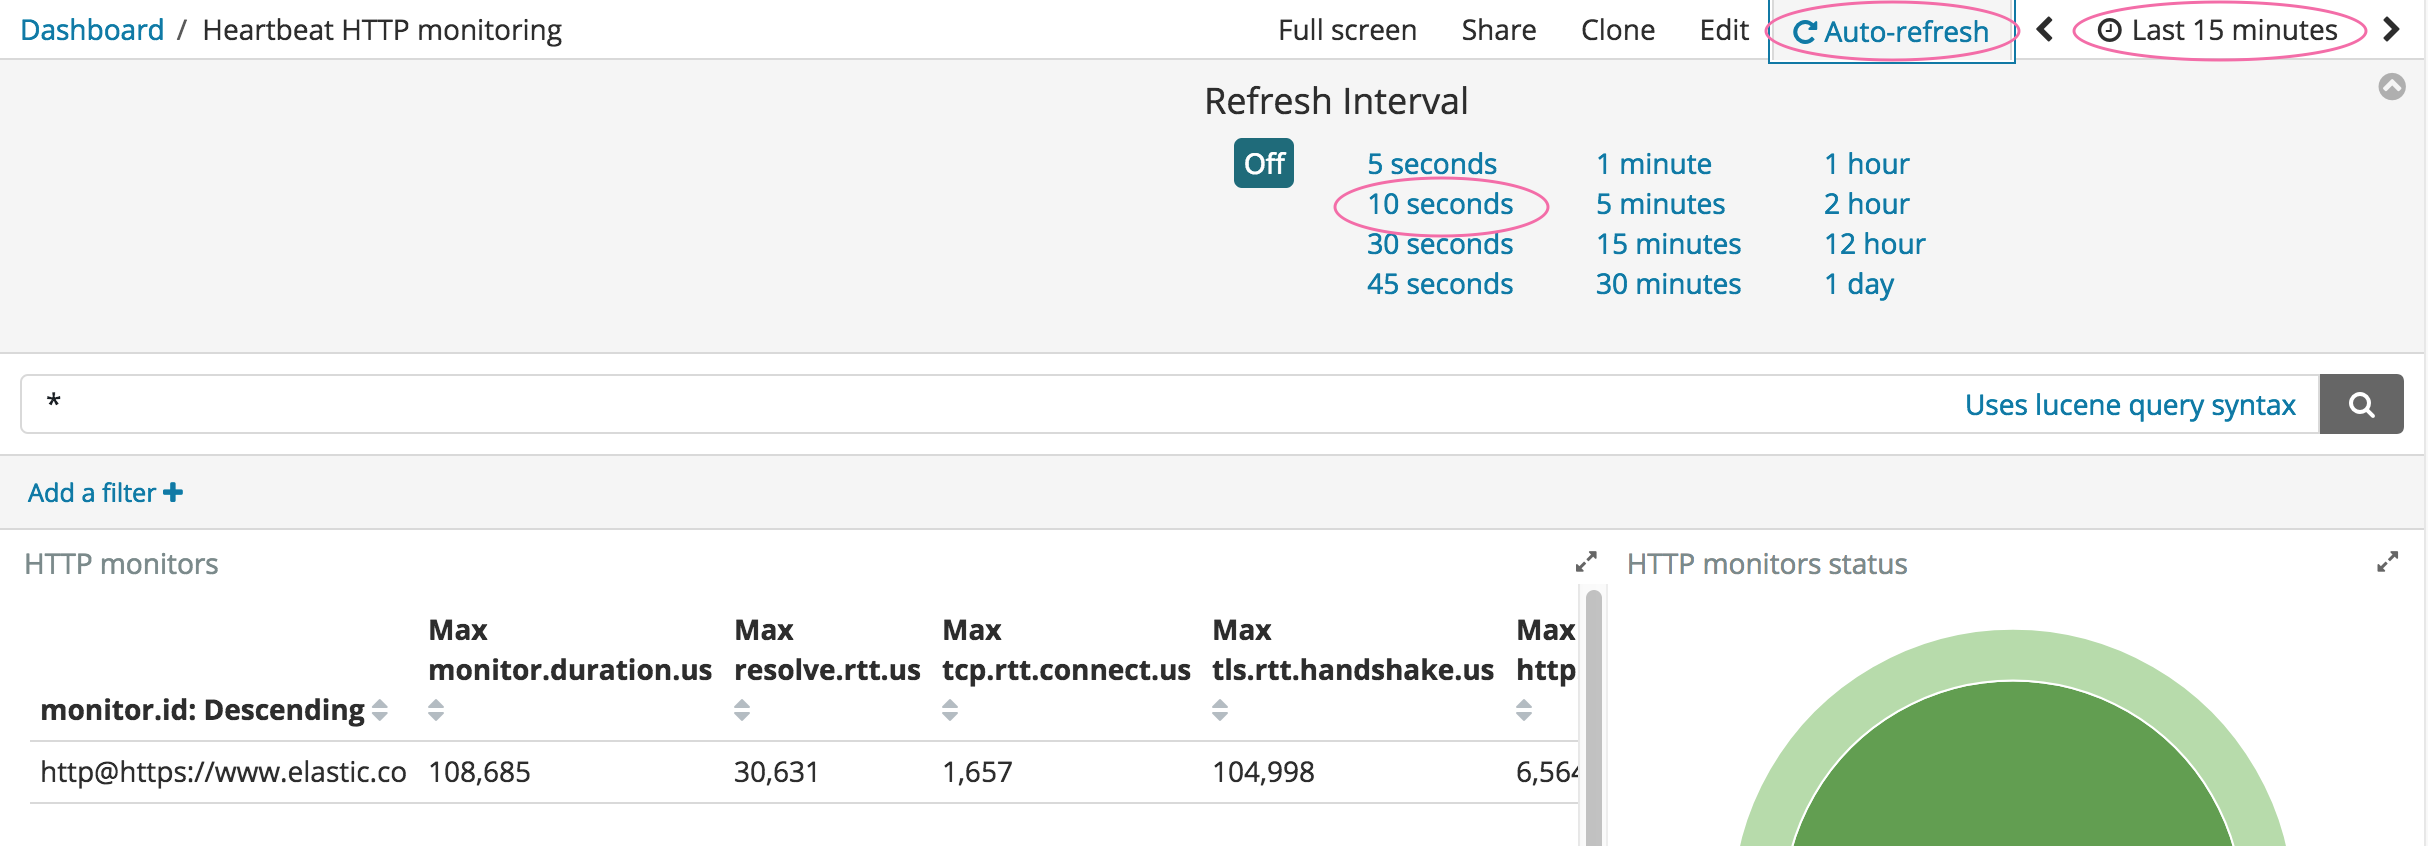 Dashboard / Heartbeat HTTP monitoring Full screen Share Clone Edit Auto-refresh Last 15 minutes
Refresh Interval
Off 5 seconds 1 minute 1 hour
10 seconds 5 minutes 2 hour
30 seconds 15 minutes 12 hour
45 seconds 30 minutes 1 day
* Uses lucene query syntax
Add a filter +
HTTP monitors HTTP monitors status
Max Max Max Max Max
monitor.duration.us resolve.rtt.us tcp.rtt.connect.us tls.rtt.handshake.us http
monitor.id: Descending
http@https://www.elastic.co 108,685 30,631 1,657 104,998 6,564